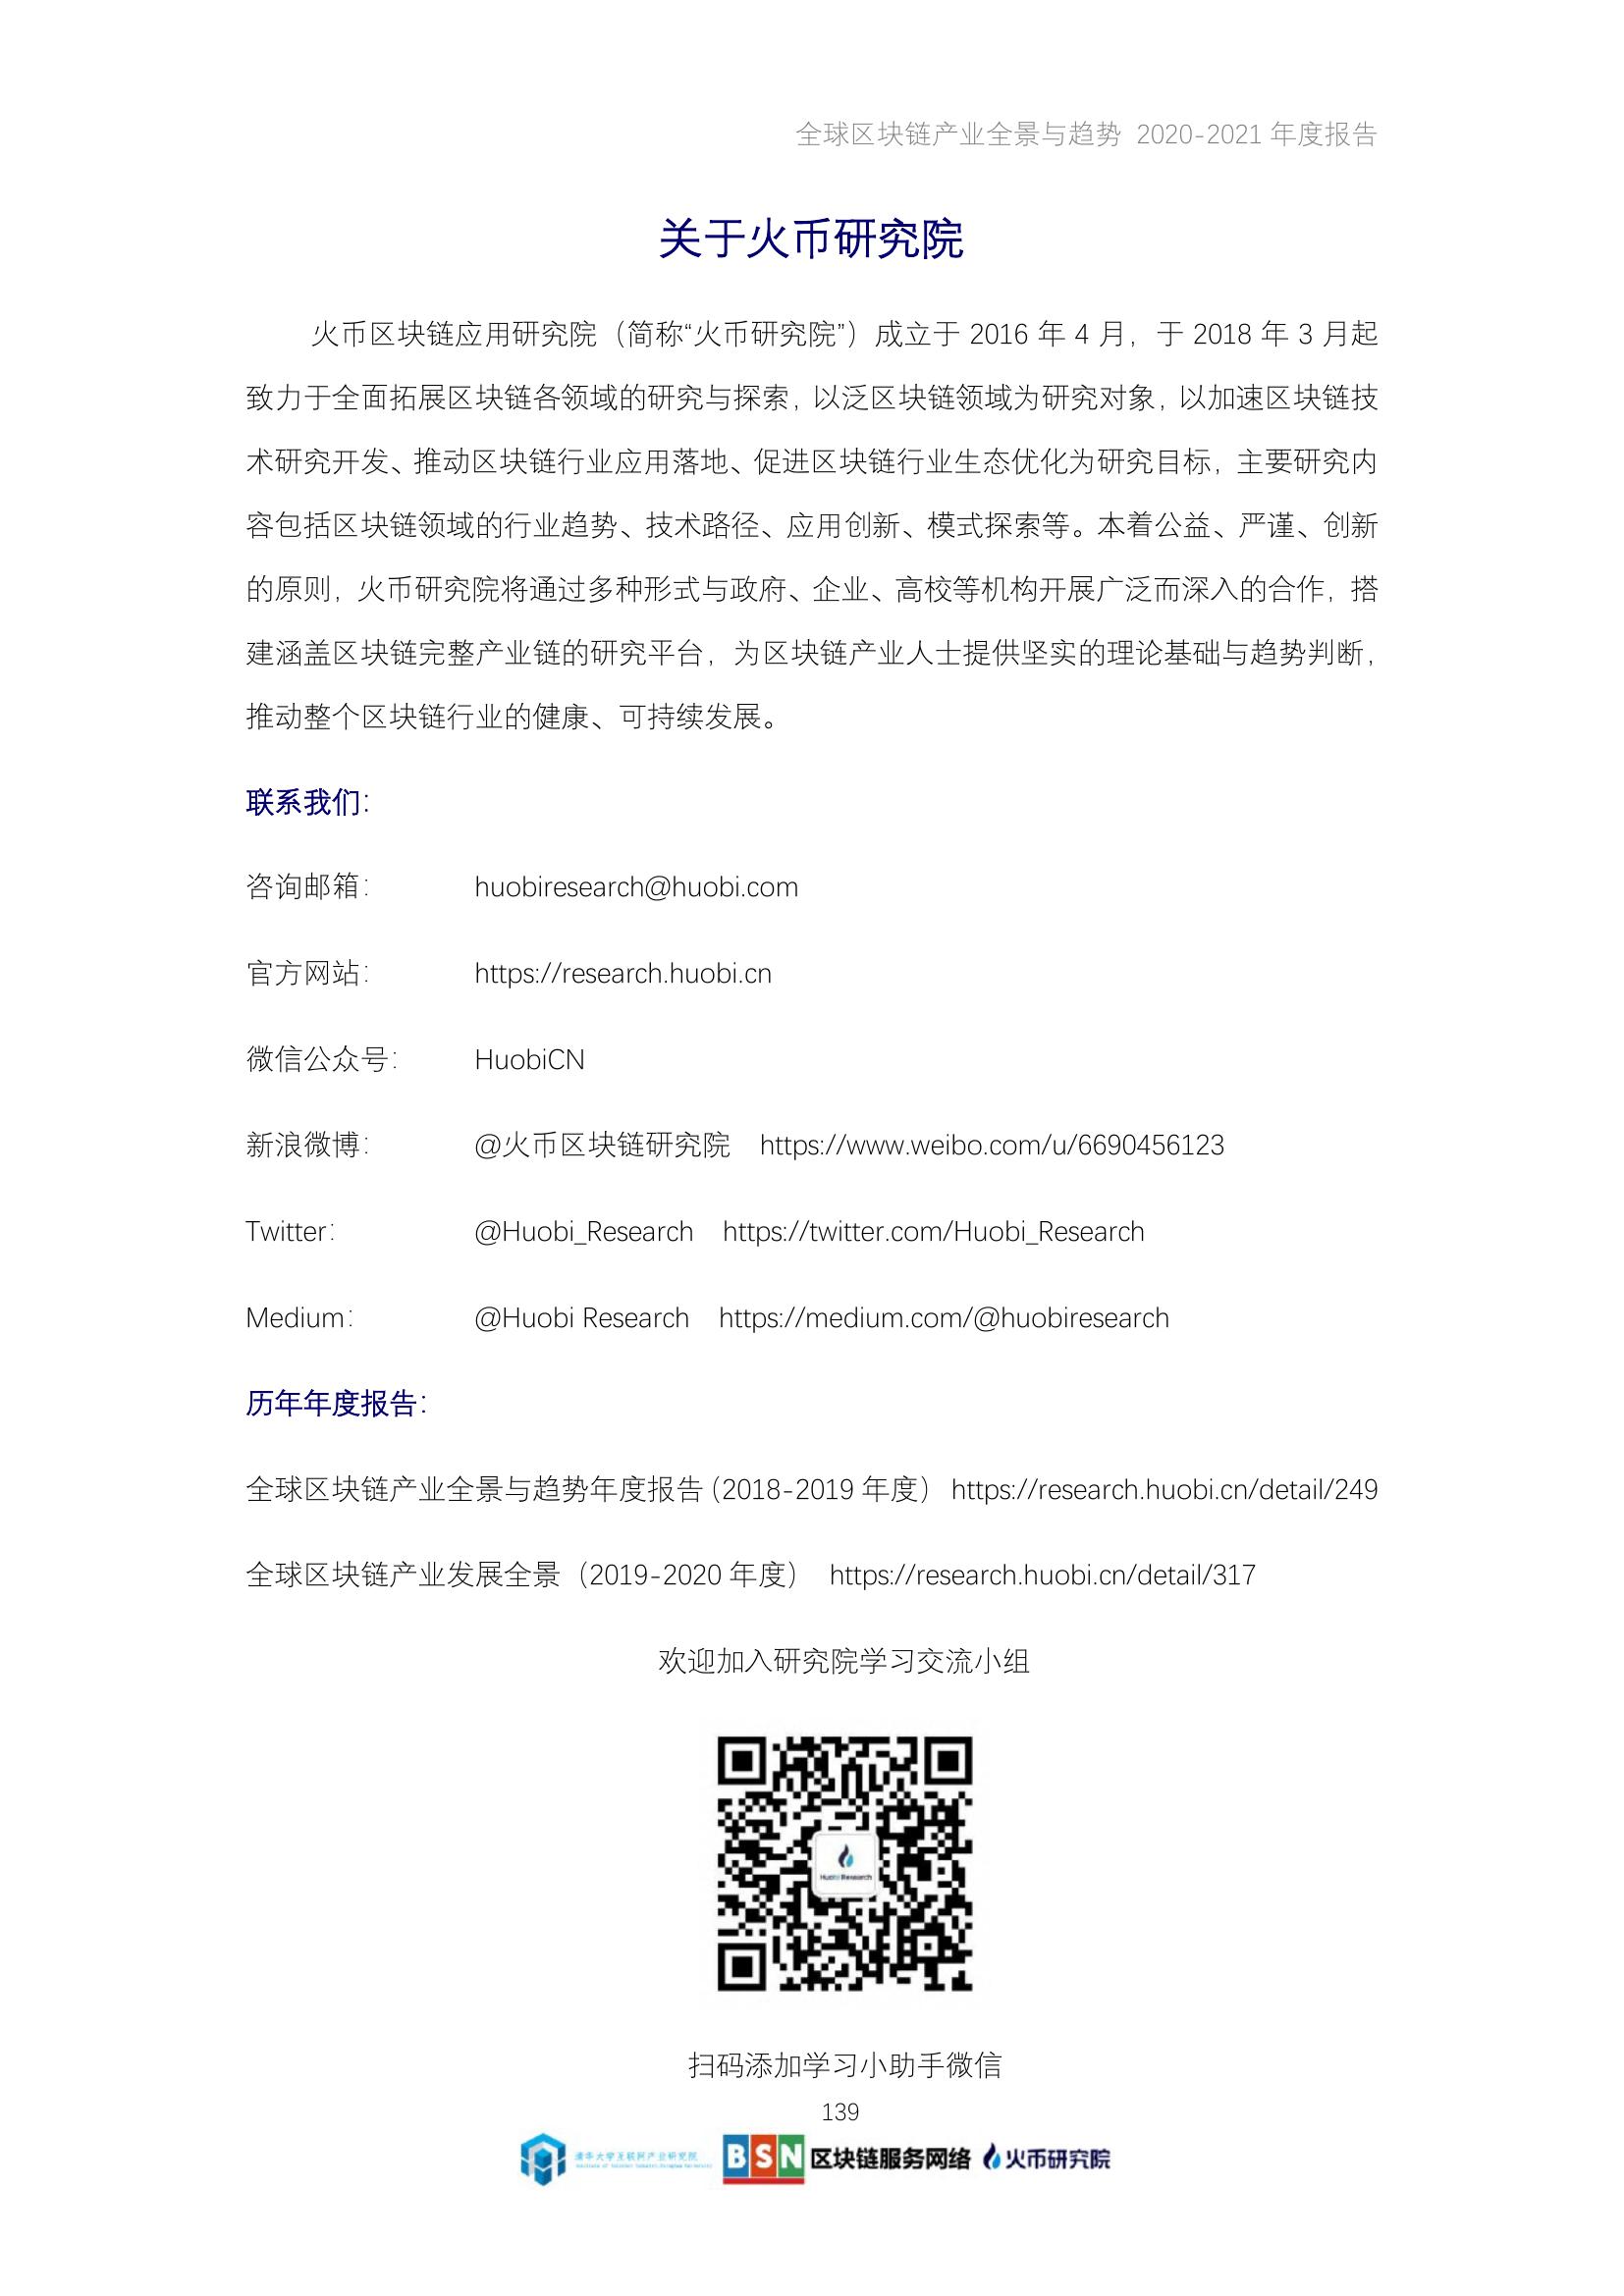 全球区块链产业全景与趋势 2020-2021 年度报告
关于火币研究院
火币区块链应用研究院（简称“火币研究院”）成立于 2016 年 4 月，于 2018 年 3 月起
致力于全面拓展区块链各领域的研究与探索，以泛区块链领域为研究对象，以加速区块链技
术研究开发、推动区块链行业应用落地、促进区块链行业生态优化为研究目标，主要研究内
容包括区块链领域的行业趋势、技术路径、应用创新、模式探索等。本着公益、严谨、创新
的原则，火币研究院将通过多种形式与政府、企业、高校等机构开展广泛而深入的合作，搭
建涵盖区块链完整产业链的研究平台，为区块链产业人士提供坚实的理论基础与趋势判断，
推动整个区块链行业的健康、可持续发展。
联系我们：
咨询邮箱： huobiresearch@huobi.com
官方网站： https://research.huobi.cn
微信公众号： HuobiCN
新浪微博： @火币区块链研究院 https://www.weibo.com/u/6690456123
Twitter： @Huobi_Research https://twitter.com/Huobi_Research
Medium： @Huobi Research https://medium.com/@huobiresearch
历年年度报告：
全球区块链产业全景与趋势年度报告（2018-2019 年度） https://research.huobi.cn/detail/249
全球区块链产业发展全景（2019-2020 年度） https://research.huobi.cn/detail/317
欢迎加入研究院学习交流小组
Huobi Research
扫码添加学习小助手微信
139
清华大学互联网产业研究院
BSN 区块链服务网络 火币研究院